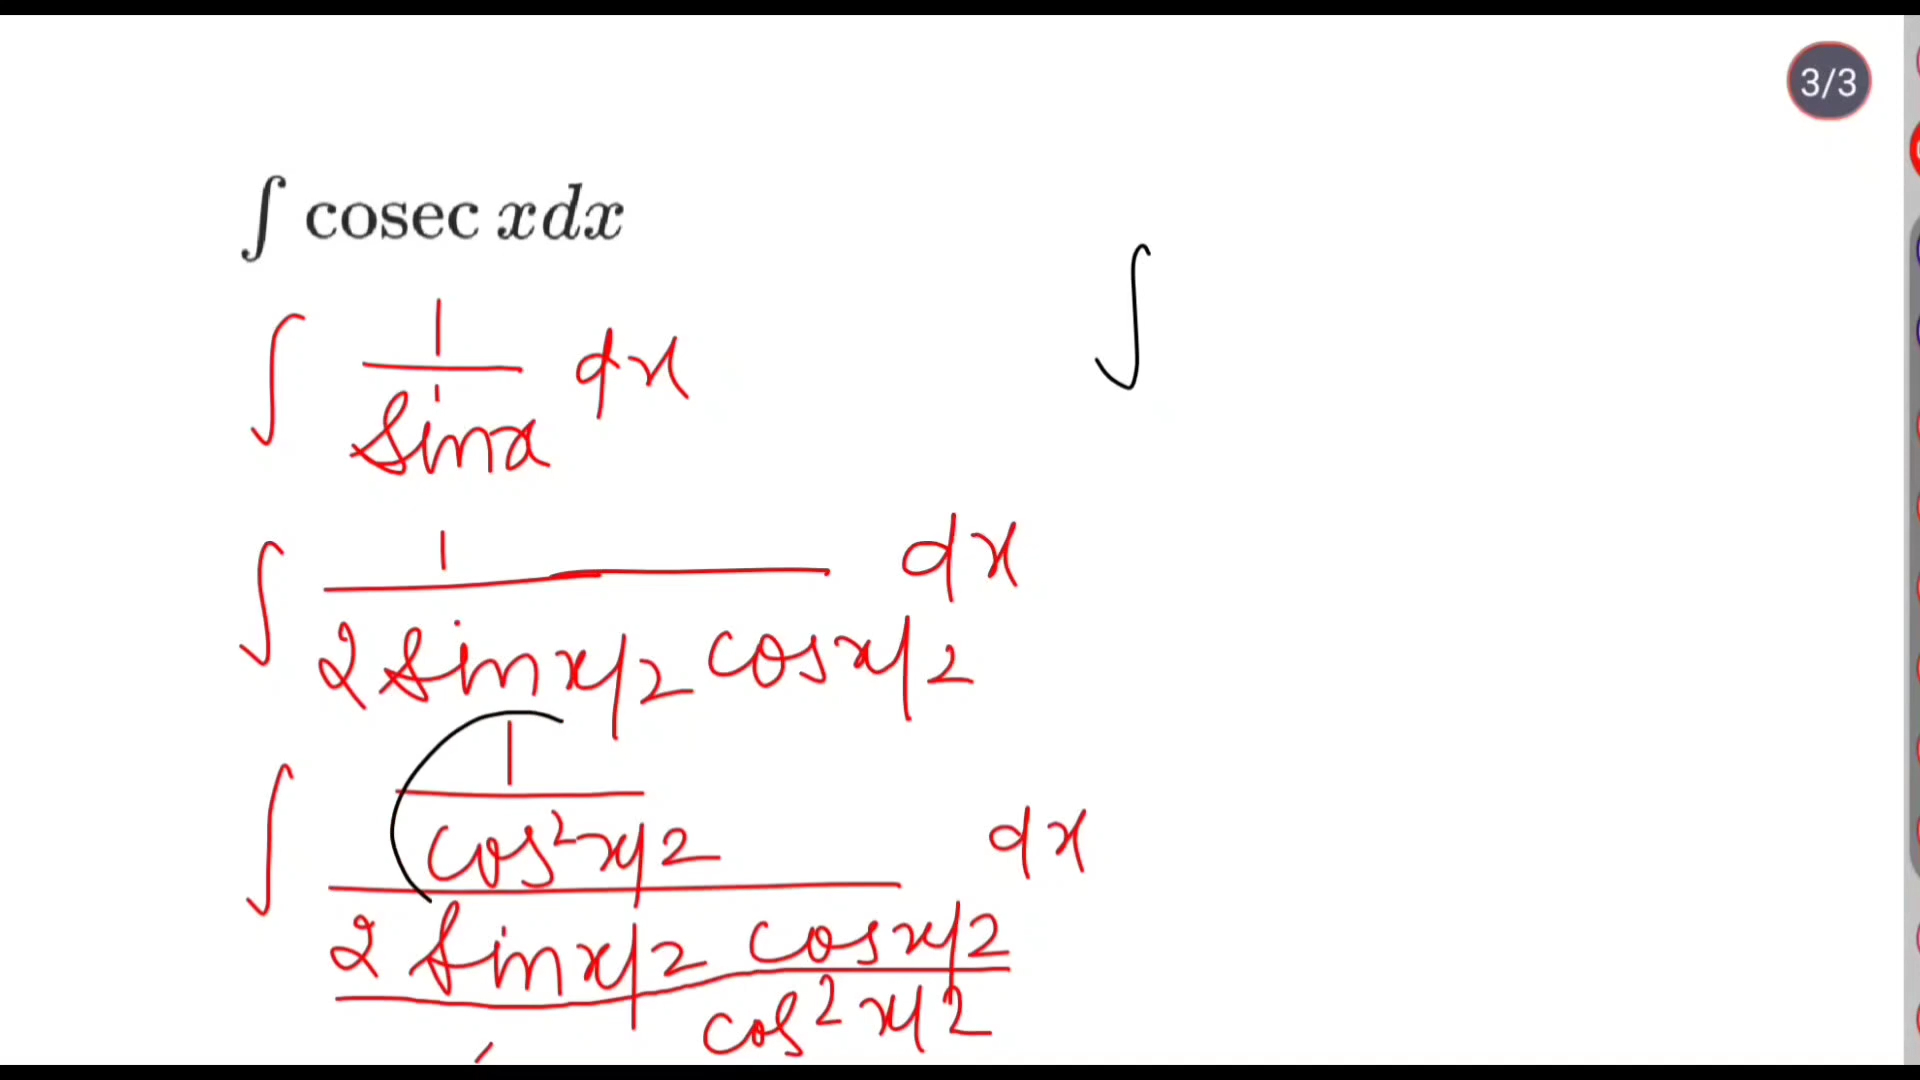 3/3
∫ cosec x dx
∫ 1/sinx dx
∫ 1/(2 sin x/2 cos x/2) dx
∫ (1/cos² x/2)/(2 sin x/2 cos x/2 / cos² x/2) dx
∫